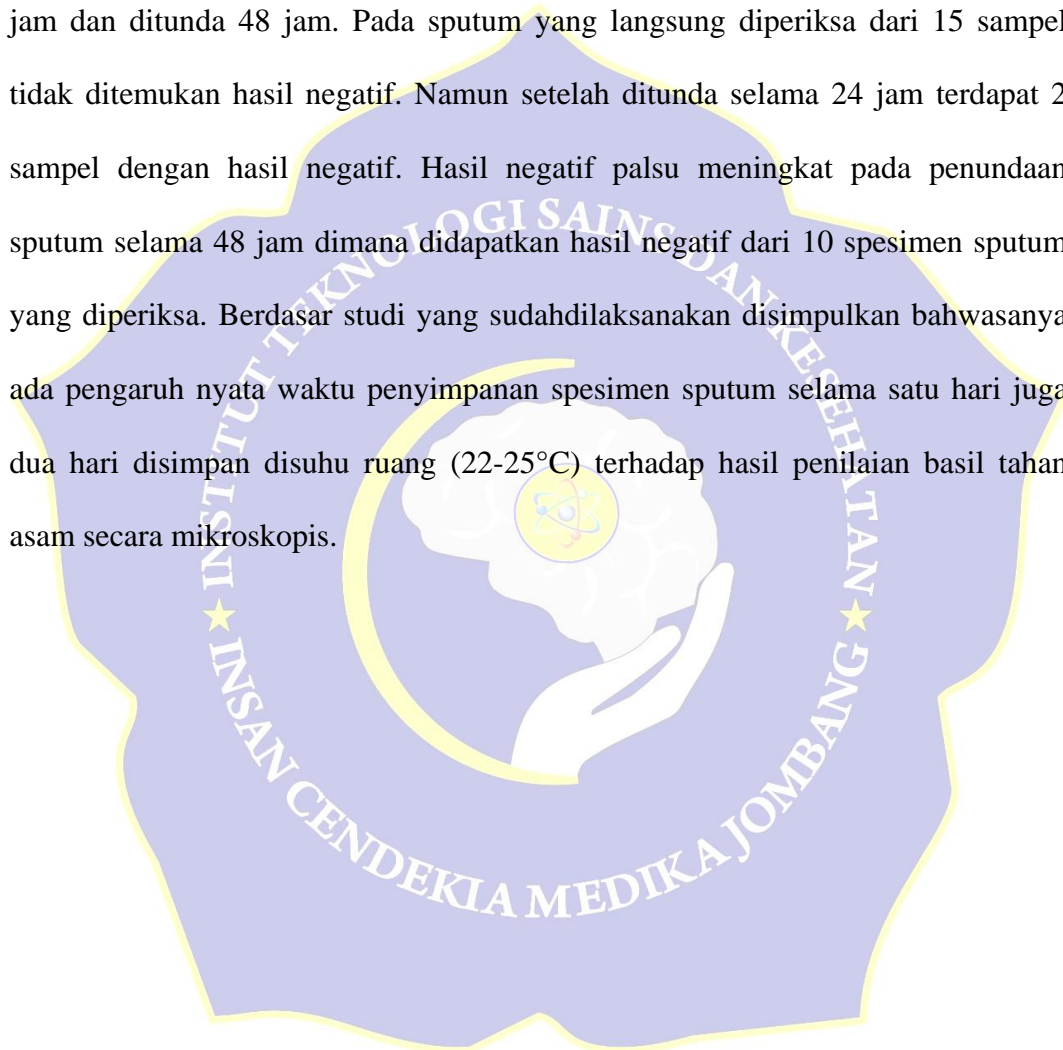 jam dan ditunda 48 jam. Pada sputum yang langsung diperiksa dari 15 sampel
tidak ditemukan hasil negatif. Namun setelah ditunda selama 24 jam terdapat 2
sampel dengan hasil negatif. Hasil negatif palsu meningkat pada penundaan
sputum selama 48 jam dimana didapatkan hasil negatif dari 10 spesimen sputum
yang diperiksa. Berdasar studi yang sudahdilaksanakan disimpulkan bahwasanya
ada pengaruh nyata waktu penyimpanan spesimen sputum selama satu hari juga
dua hari disimpan disuhu ruang (22-25°C) terhadap hasil penilaian basil tahan
asam secara mikroskopis.
INSTITUT TEKNOLOGI SAINS DAN KESEHATAN
INSAN CENDEKIA MEDIKA JOMBANG